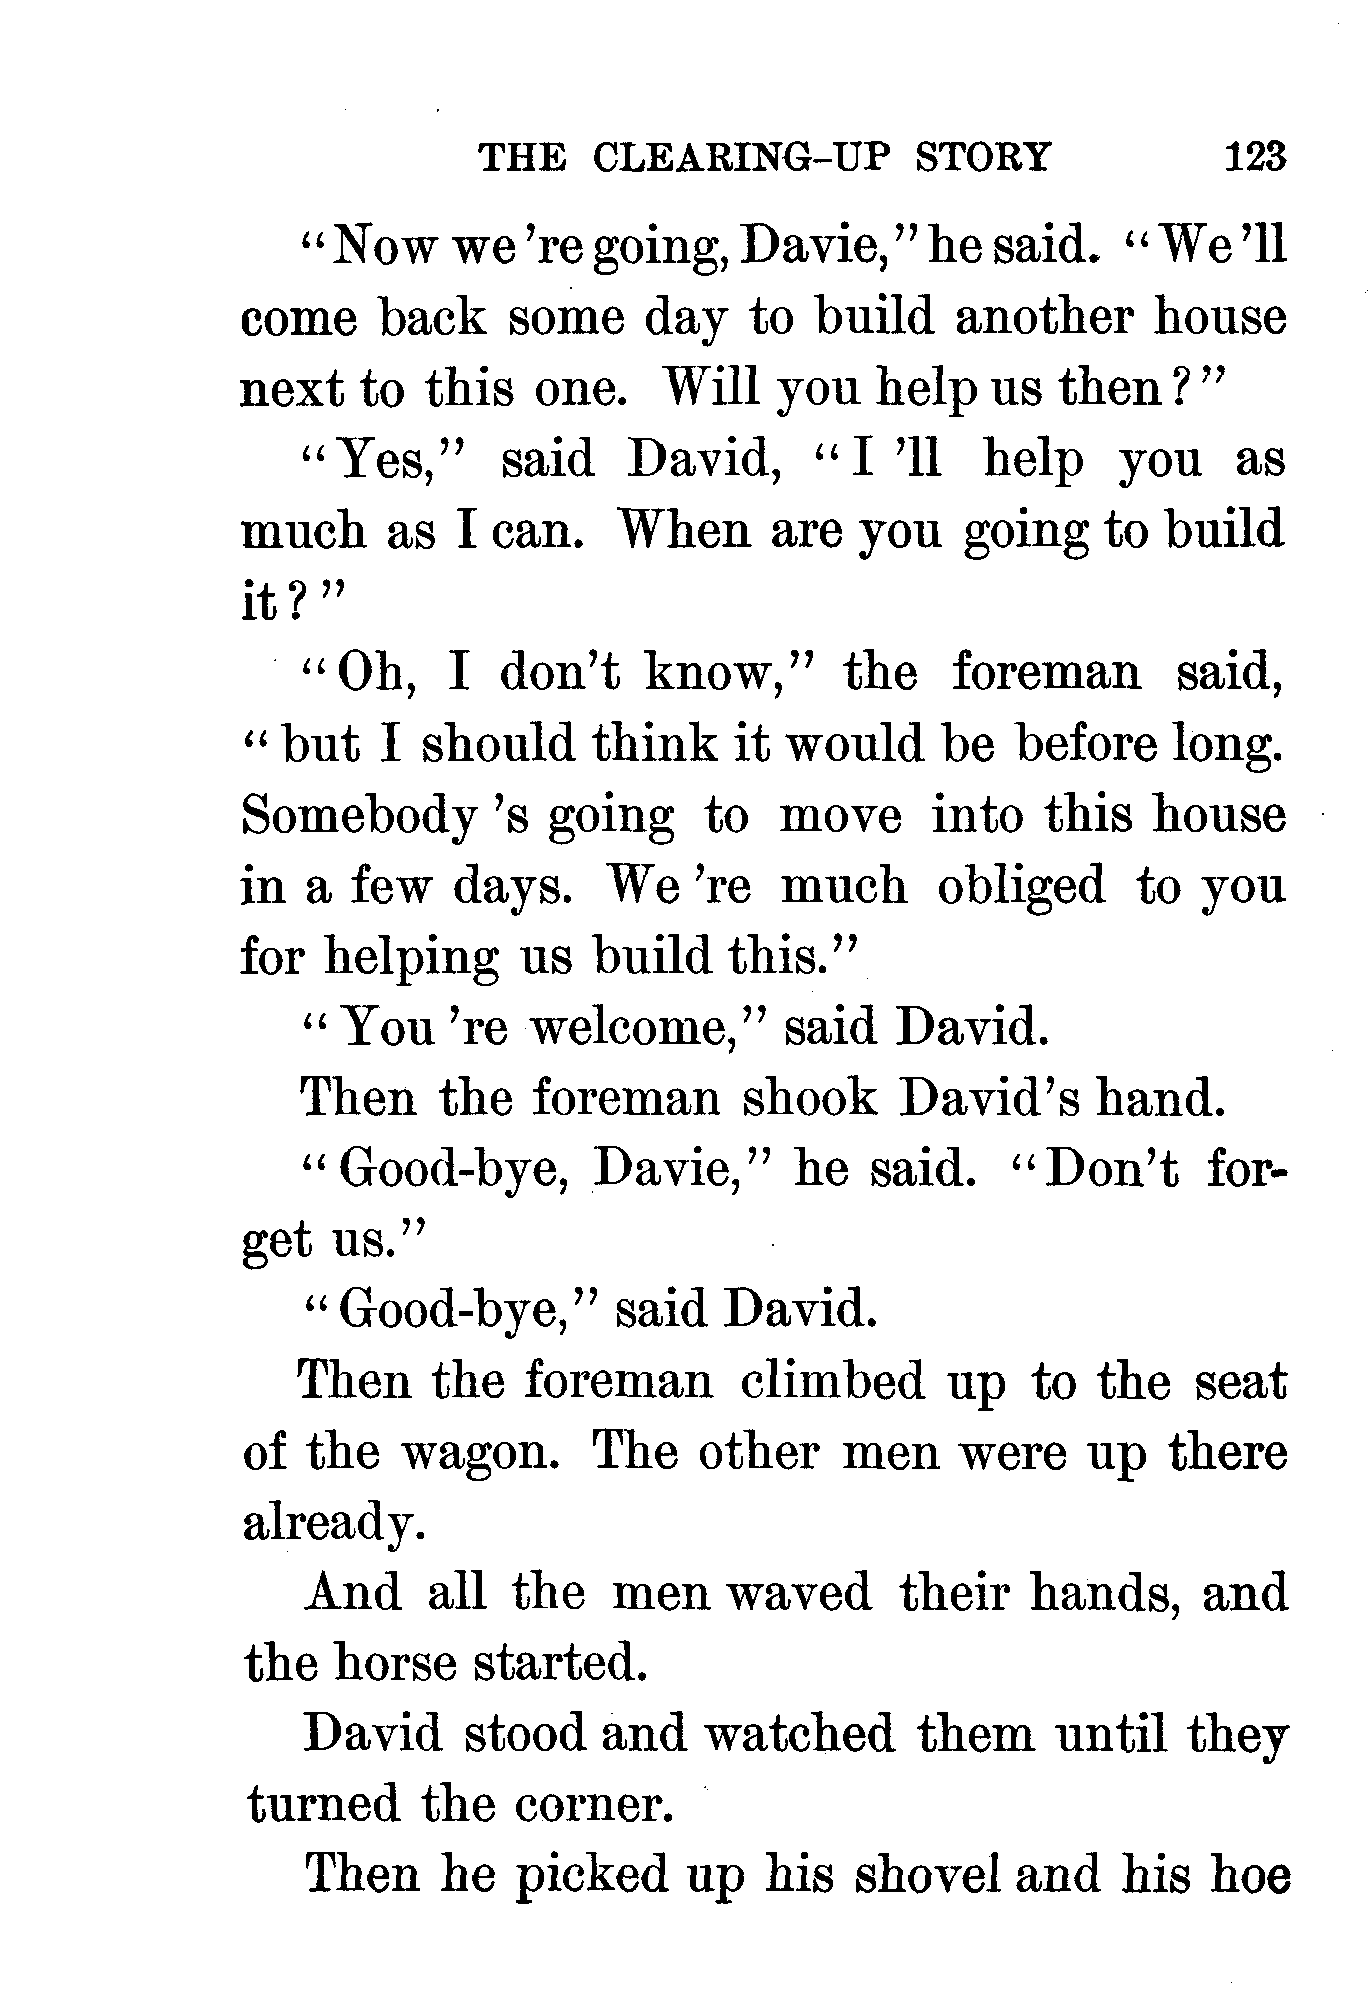 THE CLEARING-UP STORY 123
"Now we 're going, Davie," he said. "We 'll
come back some day to build another house
next to this one. Will you help us then?"
"Yes," said David, "I 'll help you as
much as I can. When are you going to build
it?"
"Oh, I don't know," the foreman said,
"but I should think it would be before long.
Somebody 's going to move into this house
in a few days. We 're much obliged to you
for helping us build this."
"You 're welcome," said David.
Then the foreman shook David's hand.
"Good-bye, Davie," he said. "Don't for-
get us."
"Good-bye," said David.
Then the foreman climbed up to the seat
of the wagon. The other men were up there
already.
And all the men waved their hands, and
the horse started.
David stood and watched them until they
turned the corner.
Then he picked up his shovel and his hoe